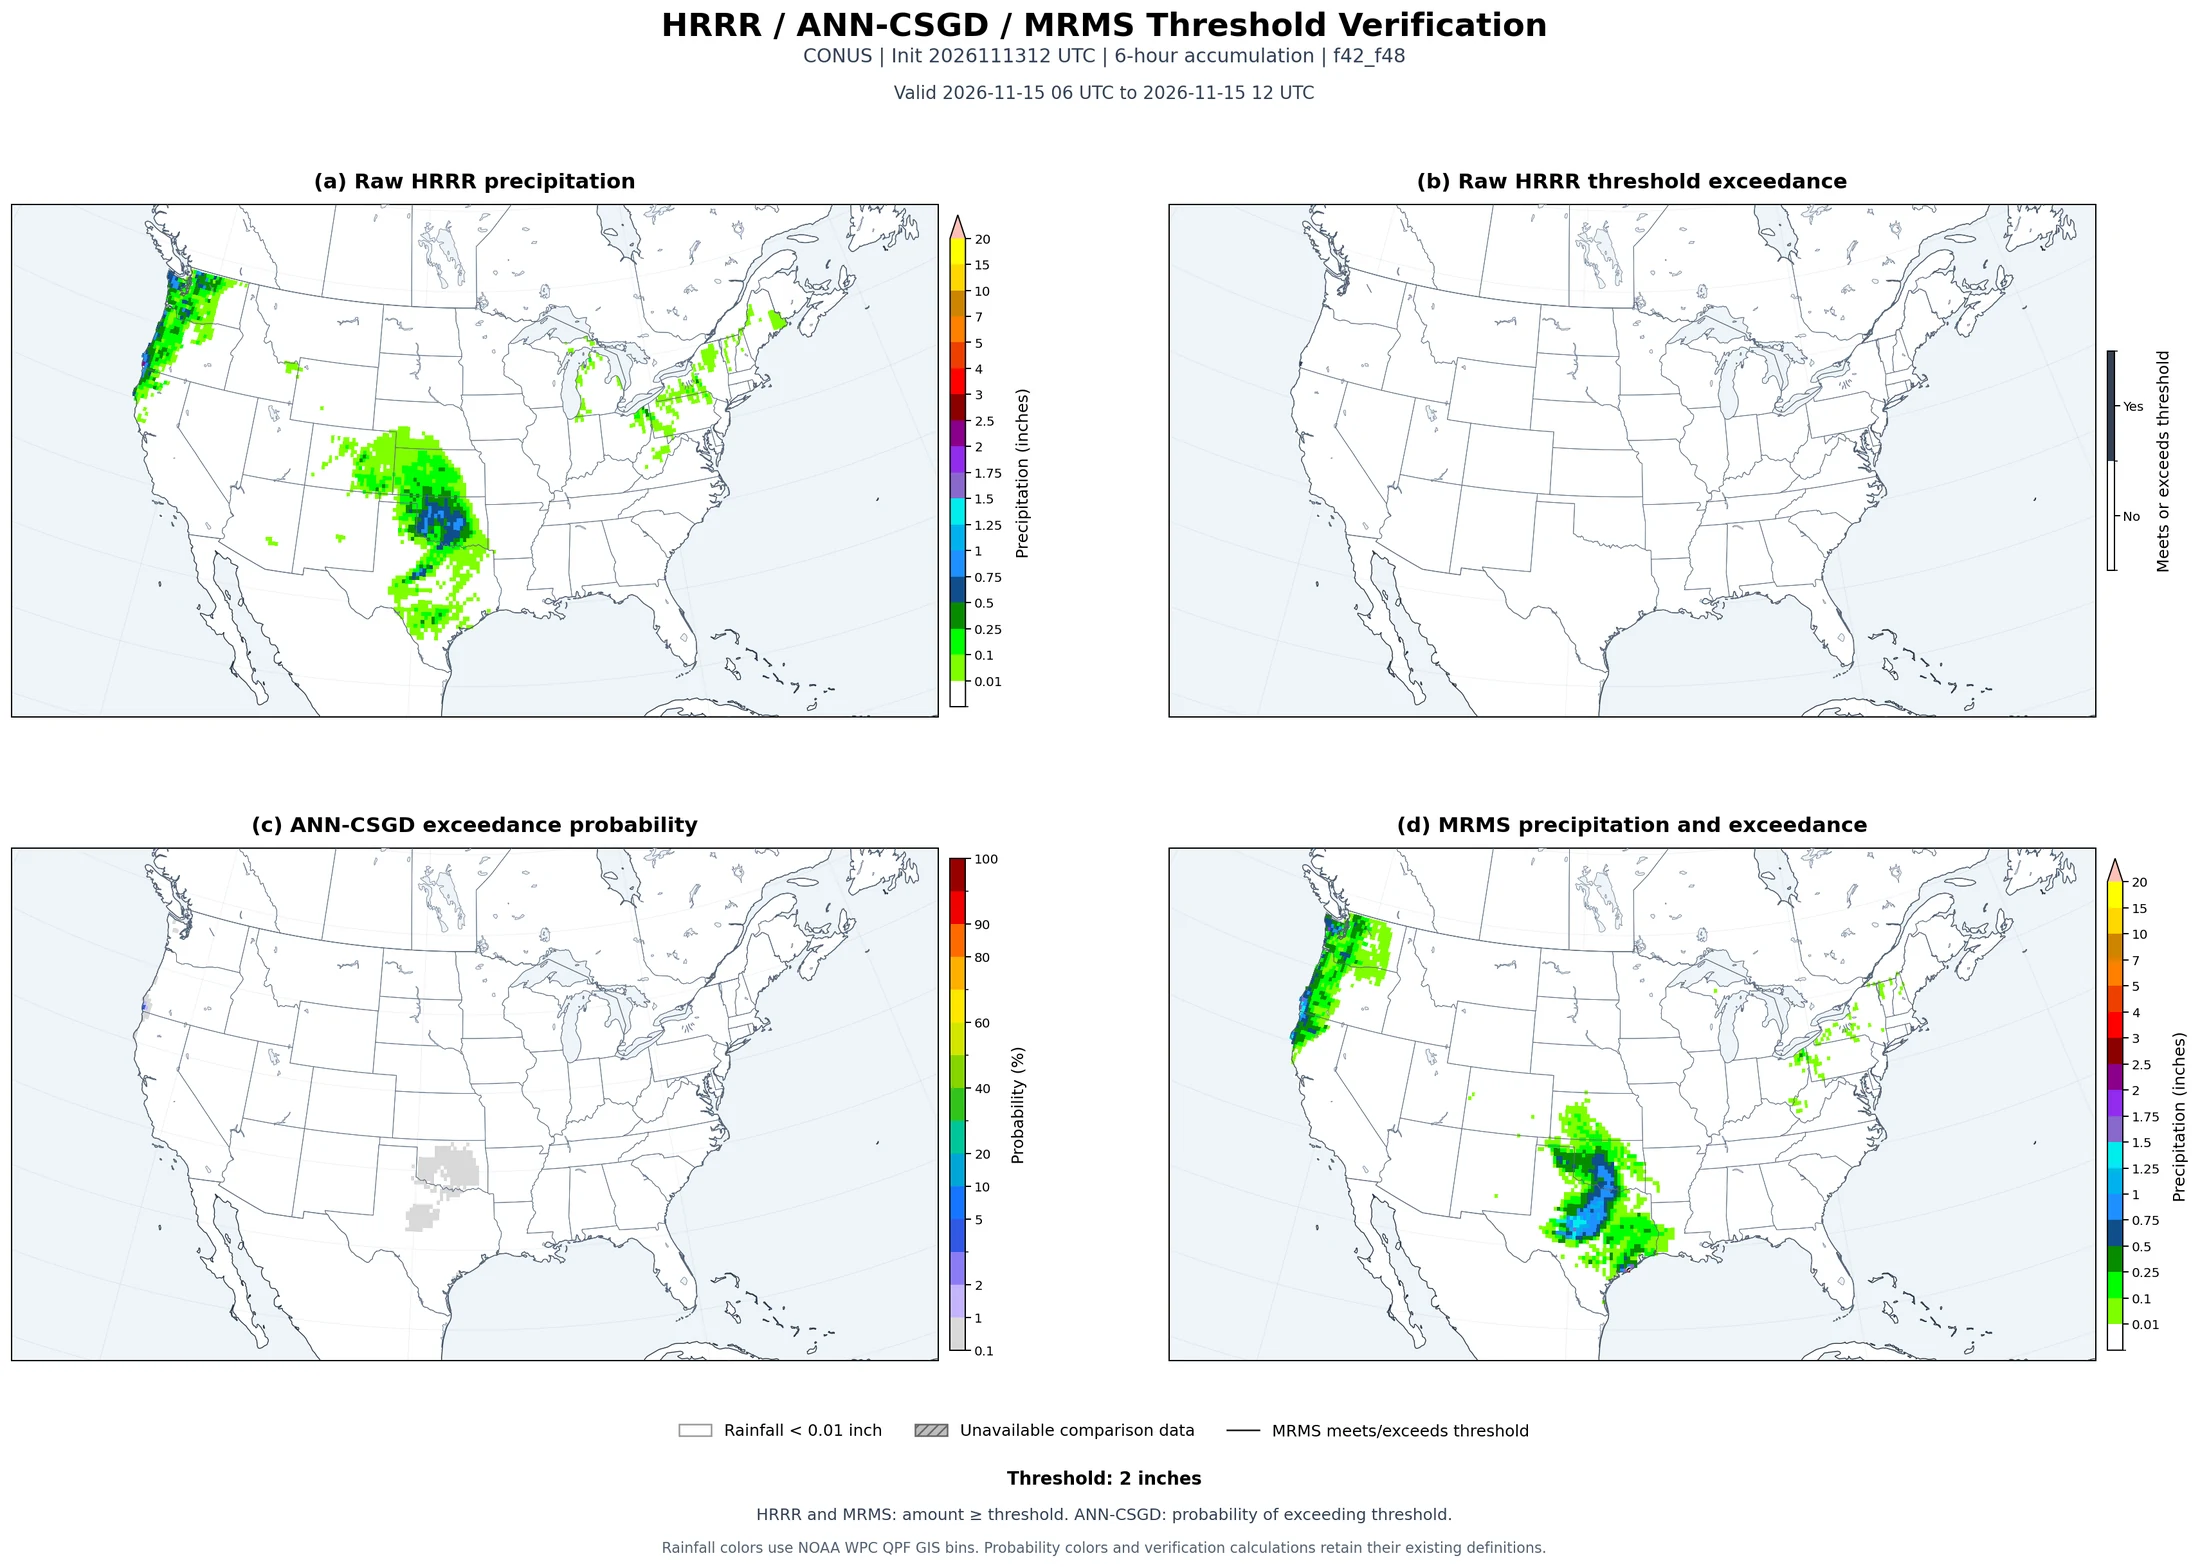 HRRR / ANN-CSGD / MRMS Threshold Verification
CONUS | Init 2026111312 UTC | 6-hour accumulation | f42_f48
Valid 2026-11-15 06 UTC to 2026-11-15 12 UTC
(a) Raw HRRR precipitation
20
15
10
7
5
4
3
2.5
2
1.75
1.5
1.25
1
0.75
0.5
0.25
0.1
0.01
Precipitation (inches)
(b) Raw HRRR threshold exceedance
Yes
No
Meets or exceeds threshold
(c) ANN-CSGD exceedance probability
100
90
80
60
40
20
10
5
2
1
0.1
Probability (%)
(d) MRMS precipitation and exceedance
20
15
10
7
5
4
3
2.5
2
1.75
1.5
1.25
1
0.75
0.5
0.25
0.1
0.01
Precipitation (inches)
Rainfall < 0.01 inch
Unavailable comparison data
MRMS meets/exceeds threshold
Threshold: 2 inches
HRRR and MRMS: amount ≥ threshold. ANN-CSGD: probability of exceeding threshold.
Rainfall colors use NOAA WPC QPF GIS bins. Probability colors and verification calculations retain their existing definitions.